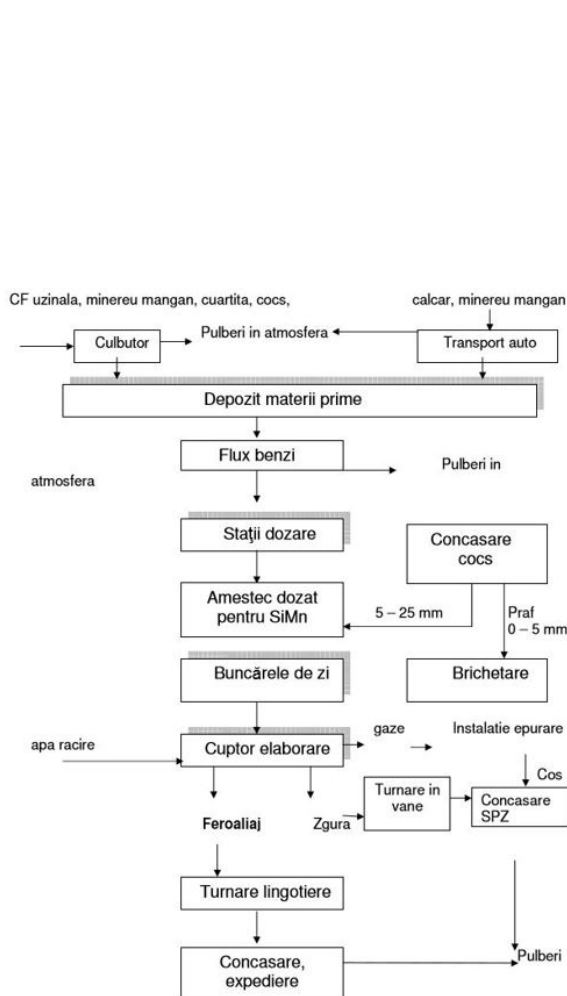 CF uzinala, minereu mangan, cuartita, cocs,
calcar, minereu mangan
Culbutor
Pulberi in atmosfera
Transport auto
Depozit materii prime
Flux benzi
Pulberi in
atmosfera
Staţii dozare
Concasare
cocs
Amestec dozat
pentru SiMn
5 – 25 mm
Praf
0 – 5 mm
Buncărele de zi
Brichetare
apa racire
Cuptor elaborare
gaze
Instalatie epurare
Cos
Turnare in
vane
Concasare
SPZ
Feroaliaj
Zgura
Turnare lingotiere
Concasare,
expediere
Pulberi